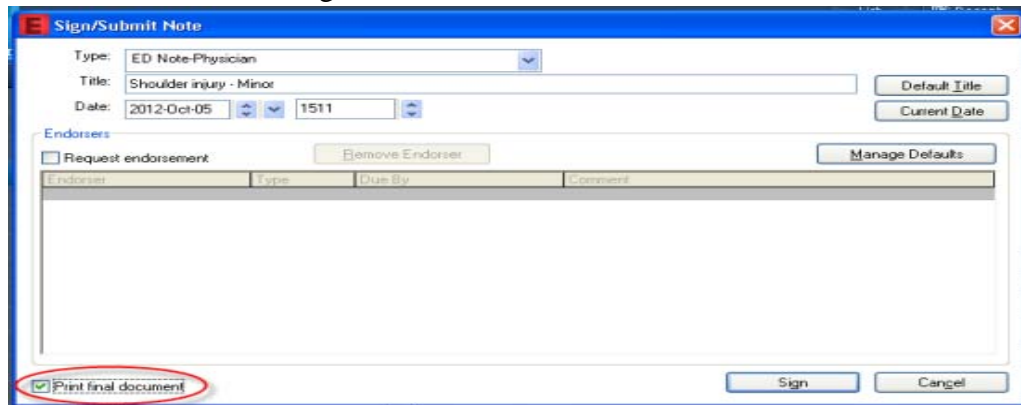 Sign/Submit Note
Type: ED Note-Physician
Title: Shoulder injury - Minor Default Title
Date: 2012-Oct-05 1511 Current Date
Endorsers
Request endorsement Remove Endorser Manage Defaults
Endorser Type Due By Comment
Print final document Sign Cancel